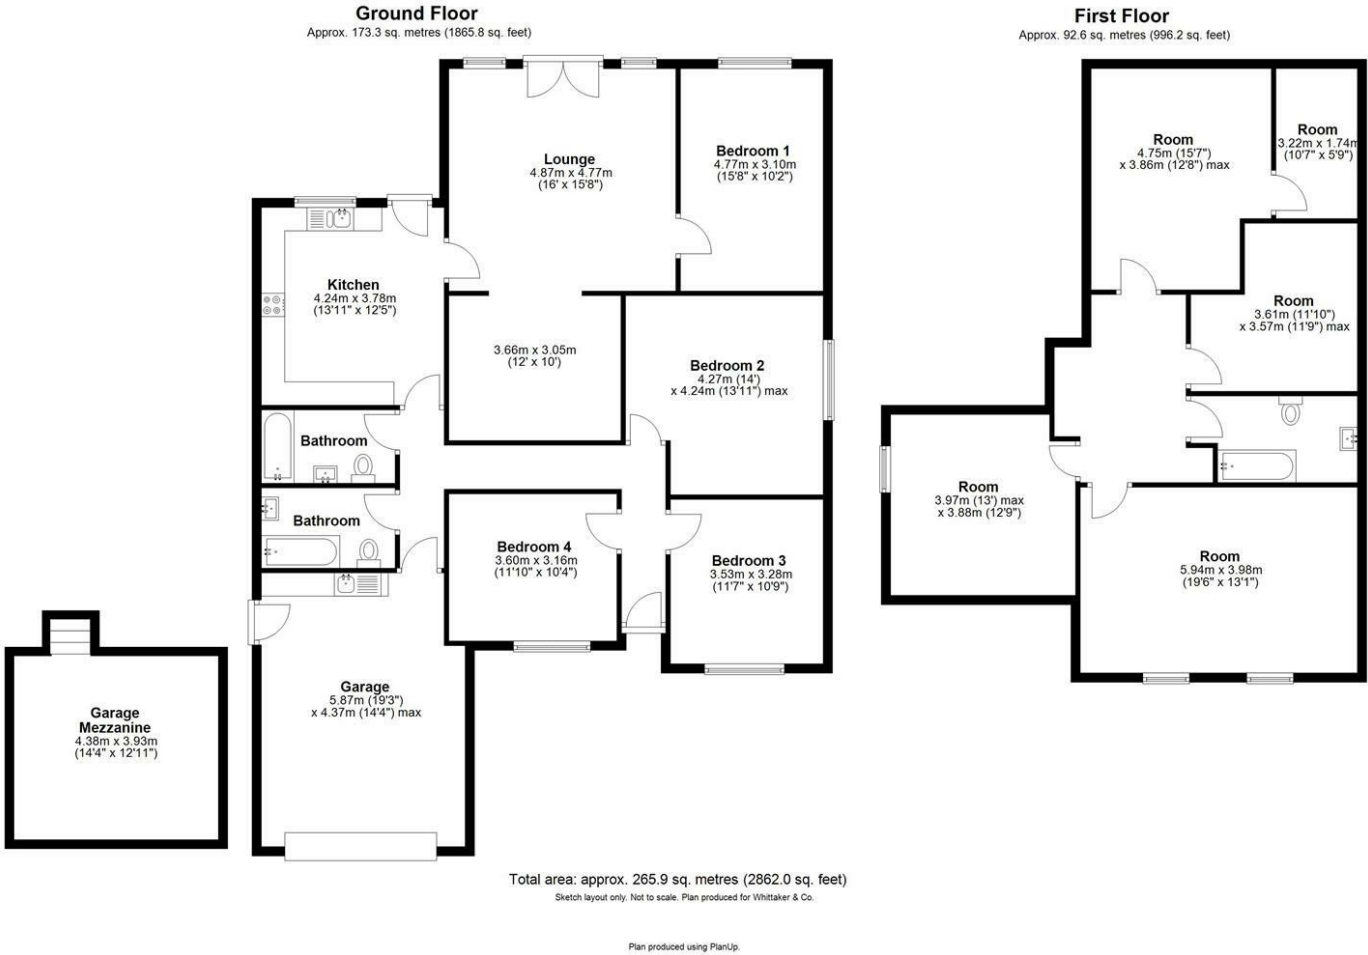 Ground Floor
Approx. 173.3 sq. metres (1865.8 sq. feet)
Lounge
4.87m x 4.77m
(16' x 15'8")
Bedroom 1
4.77m x 3.10m
(15'8" x 10'2")
Kitchen
4.24m x 3.78m
(13'11" x 12'5")
3.66m x 3.05m
(12' x 10')
Bedroom 2
4.27m (14')
x 4.24m (13'11") max
Bathroom
Bathroom
Bedroom 4
3.60m x 3.16m
(11'10" x 10'4")
Bedroom 3
3.53m x 3.28m
(11'7" x 10'9")
Garage
5.87m (19'3")
x 4.37m (14'4") max
Garage
Mezzanine
4.38m x 3.93m
(14'4" x 12'11")
First Floor
Approx. 92.6 sq. metres (996.2 sq. feet)
Room
4.75m (15'7")
x 3.86m (12'8") max
Room
3.22m x 1.74m
(10'7" x 5'9")
Room
3.61m (11'10")
x 3.57m (11'9") max
Room
3.97m (13') max
x 3.88m (12'9")
Room
5.94m x 3.98m
(19'6" x 13'1")
Total area: approx. 265.9 sq. metres (2862.0 sq. feet)
Sketch layout only. Not to scale. Plan produced for Whittaker & Co.
Plan produced using PlanUp.